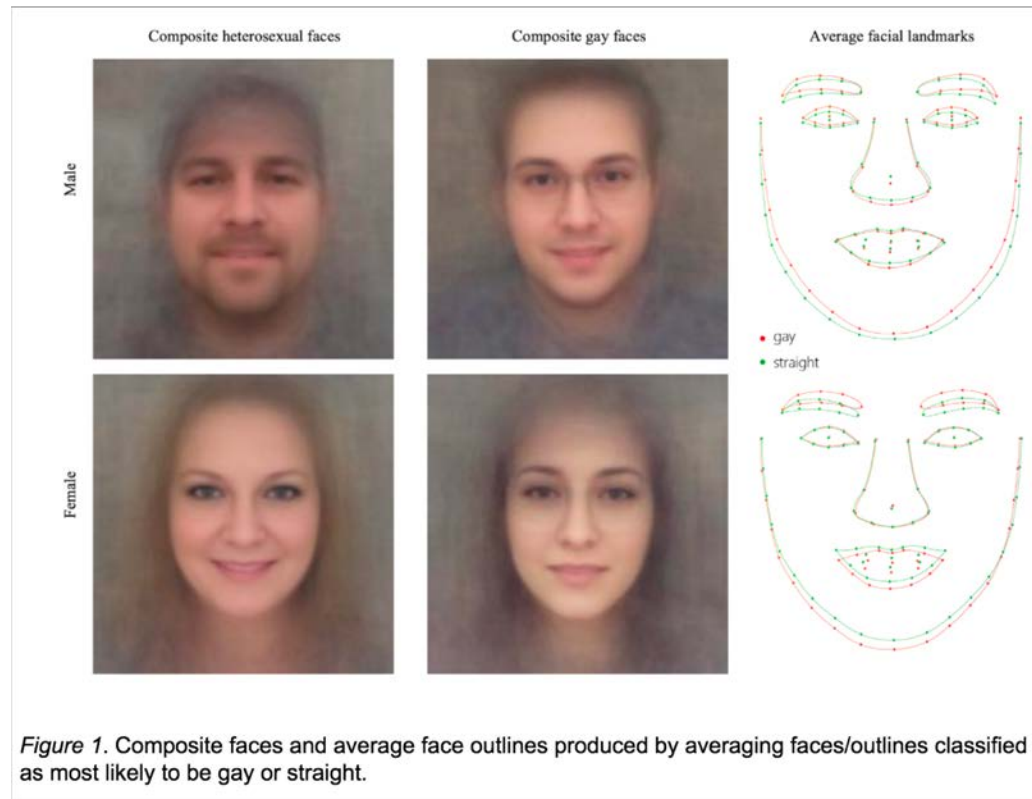 Composite heterosexual faces
Composite gay faces
Average facial landmarks
Male
gay
straight
Female
Figure 1. Composite faces and average face outlines produced by averaging faces/outlines classified
as most likely to be gay or straight.